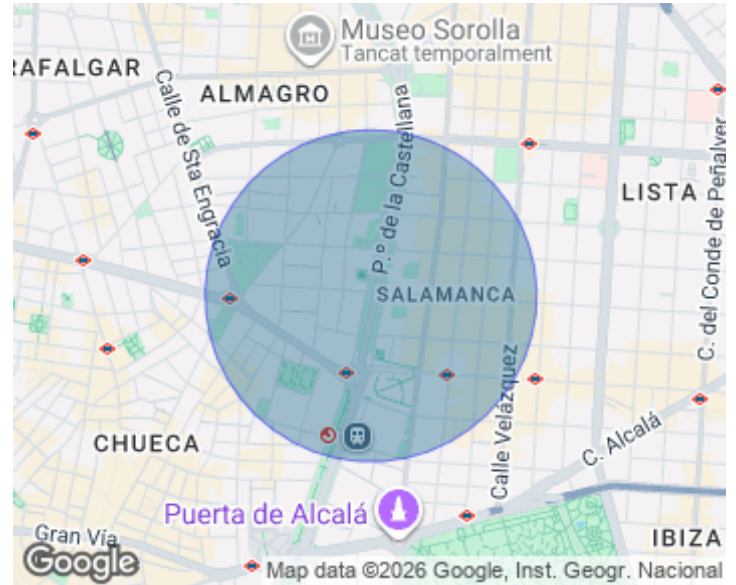 Museo Sorolla
Tancat temporalment
RAFALGAR
ALMAGRO
Calle de Sta Engracia
P.º de la Castellana
LISTA
C. del Conde de Peñalver
SALAMANCA
Calle Velázquez
CHUECA
C. Alcalá
Puerta de Alcalá
Gran Vía
IBIZA
Google
Map data ©2026 Google, Inst. Geogr. Nacional